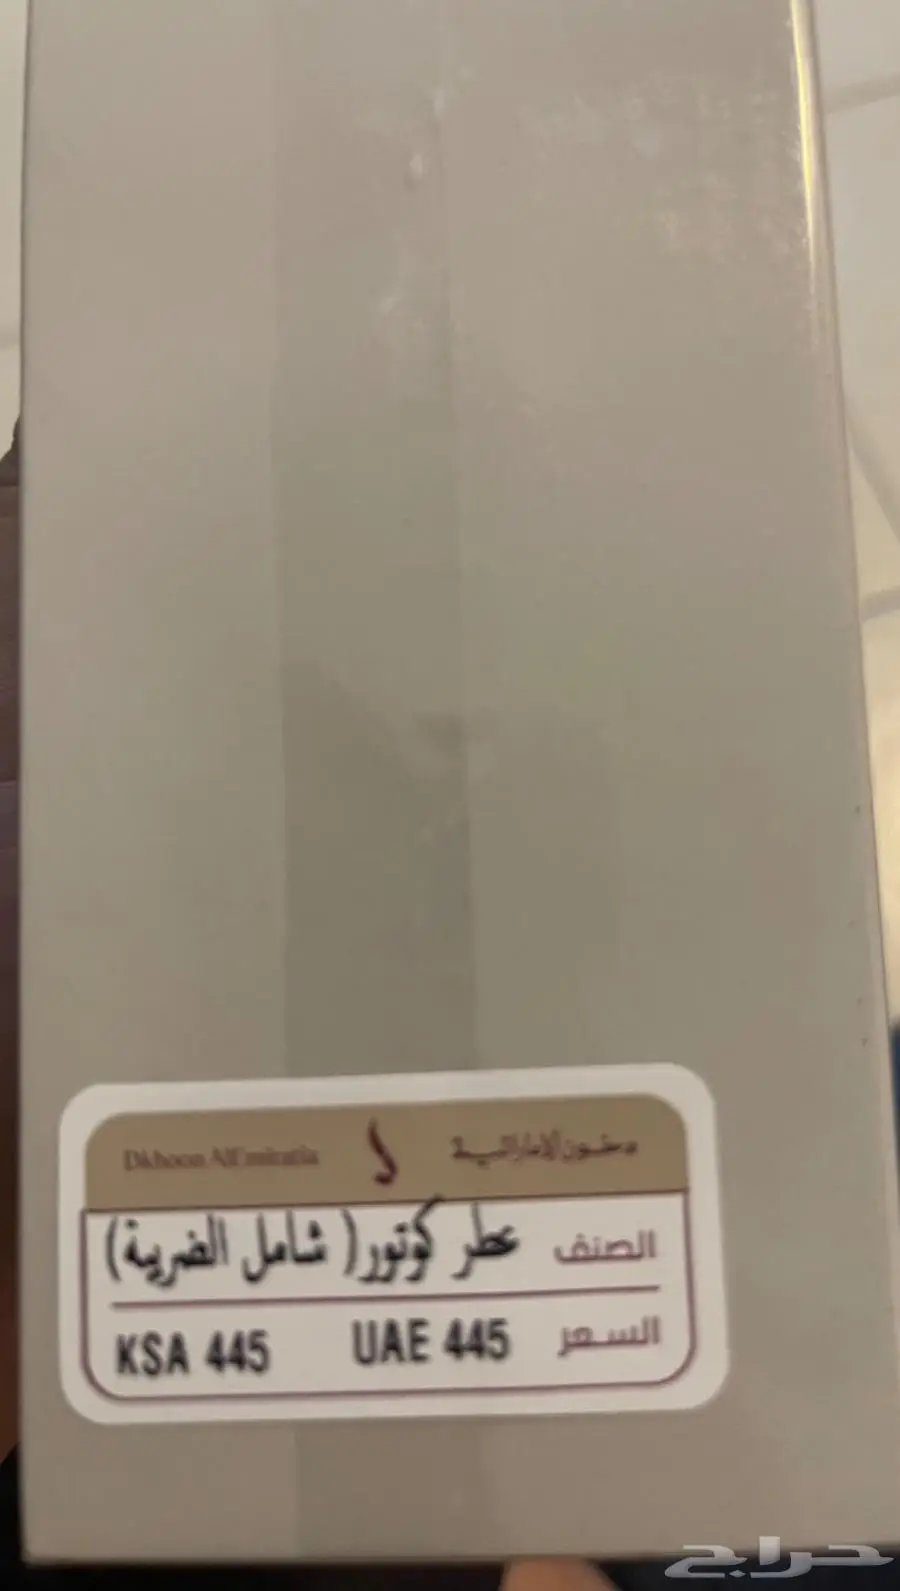 دخون الإماراتية Dkhoon AlEmiratia
الصنف عطر كوتور( شامل الضريبة)
السعر UAE 445 KSA 445
حراج